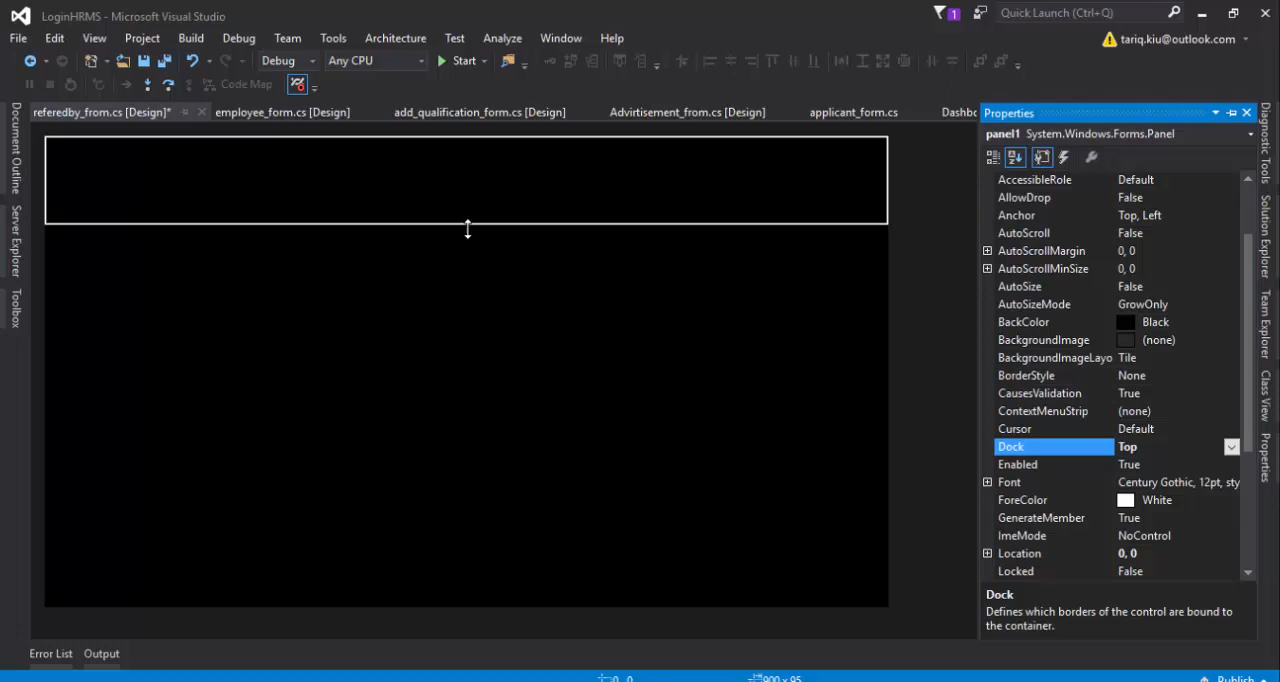 LoginHRMS - Microsoft Visual Studio
1
Quick Launch (Ctrl+Q)
File Edit View Project Build Debug Team Tools Architecture Test Analyze Window Help
tariq.kiu@outlook.com
Debug Any CPU Start
Code Map
referedby_from.cs [Design]* employee_form.cs [Design] add_qualification_form.cs [Design] Advirtisement_from.cs [Design] applicant_form.cs Dashbo
Document Outline
Server Explorer
Toolbox
Properties
panel1 System.Windows.Forms.Panel
AccessibleRole Default
AllowDrop False
Anchor Top, Left
AutoScroll False
AutoScrollMargin 0, 0
AutoScrollMinSize 0, 0
AutoSize False
AutoSizeMode GrowOnly
BackColor Black
BackgroundImage (none)
BackgroundImageLayo Tile
BorderStyle None
CausesValidation True
ContextMenuStrip (none)
Cursor Default
Dock Top
Enabled True
Font Century Gothic, 12pt, sty
ForeColor White
GenerateMember True
ImeMode NoControl
Location 0, 0
Locked False
Dock
Defines which borders of the control are bound to
the container.
Diagnostic Tools
Solution Explorer
Team Explorer
Class View
Properties
Error List Output
0, 0 900 x 95 Publish